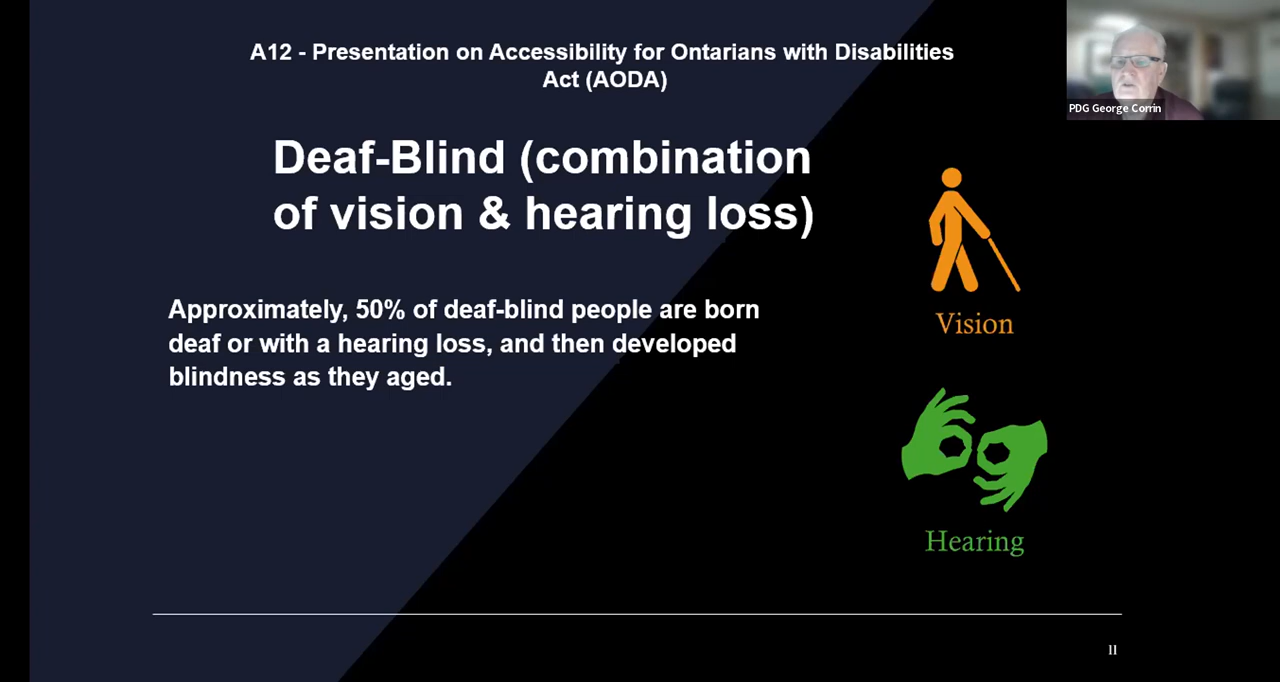 A12 - Presentation on Accessibility for Ontarians with Disabilities
Act (AODA)
PDG George Corrin
Deaf-Blind (combination
of vision & hearing loss)
Approximately, 50% of deaf-blind people are born
deaf or with a hearing loss, and then developed
blindness as they aged.
Vision
Hearing
11